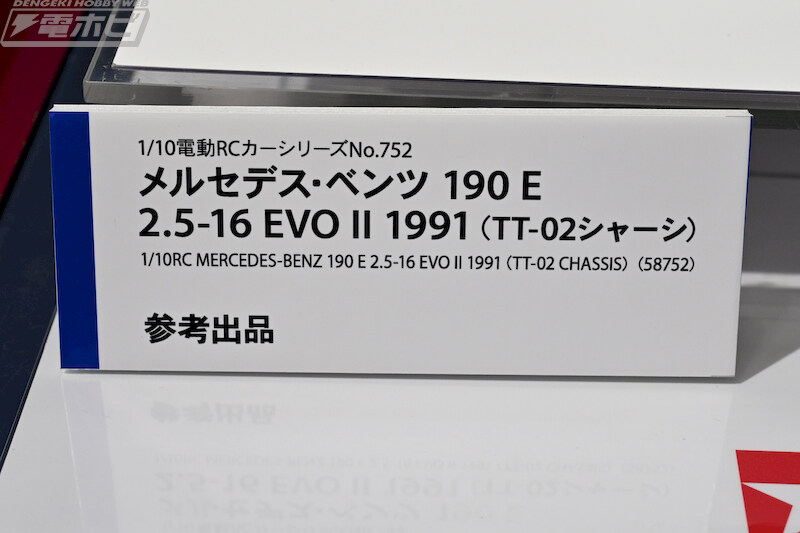 DENGEKI HOBBY WEB
電ホビ
1/10電動RCカーシリーズNo.752
メルセデス・ベンツ 190 E
2.5-16 EVO II 1991（TT-02シャーシ）
1/10RC MERCEDES-BENZ 190 E 2.5-16 EVO II 1991 (TT-02 CHASSIS) (58752)
参考出品